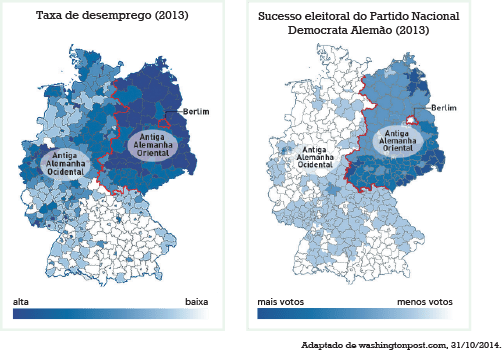 Taxa de desemprego (2013)
Berlim
Antiga
Alemanha
Oriental
Antiga
Alemanha
Ocidental
alta
baixa
Sucesso eleitoral do Partido Nacional
Democrata Alemão (2013)
Berlim
Antiga
Alemanha
Oriental
Antiga
Alemanha
Ocidental
mais votos
menos votos
Adaptado de washingtonpost.com, 31/10/2014.